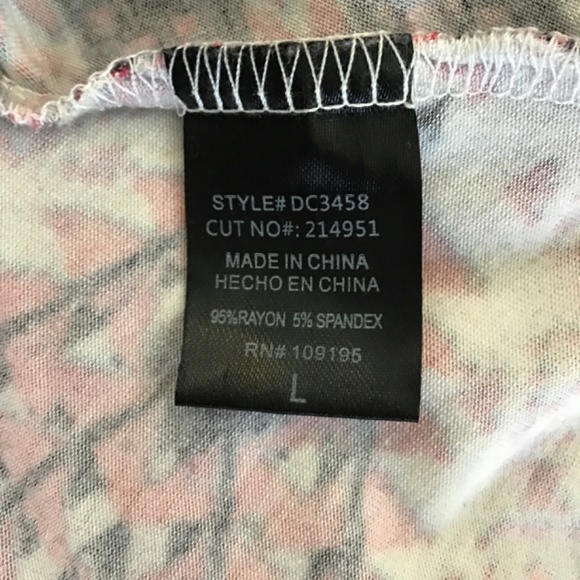 STYLE# DC3458
CUT NO#: 214951
MADE IN CHINA
HECHO EN CHINA
95%RAYON 5% SPANDEX
RN# 109195
L